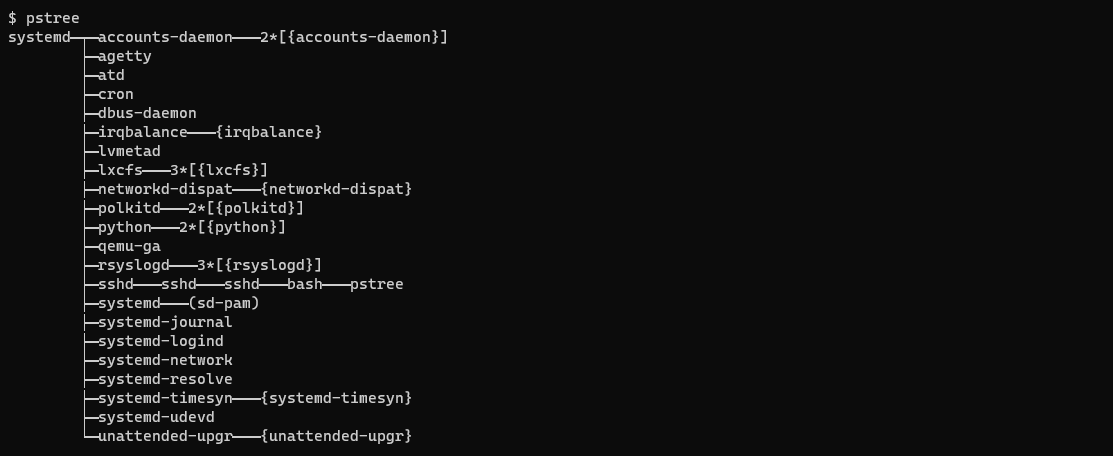 $ pstree
systemd─┬─accounts-daemon───2*[{accounts-daemon}]
        ├─agetty
        ├─atd
        ├─cron
        ├─dbus-daemon
        ├─irqbalance───{irqbalance}
        ├─lvmetad
        ├─lxcfs───3*[{lxcfs}]
        ├─networkd-dispat───{networkd-dispat}
        ├─polkitd───2*[{polkitd}]
        ├─python───2*[{python}]
        ├─qemu-ga
        ├─rsyslogd───3*[{rsyslogd}]
        ├─sshd───sshd───sshd───bash───pstree
        ├─systemd───(sd-pam)
        ├─systemd-journal
        ├─systemd-logind
        ├─systemd-network
        ├─systemd-resolve
        ├─systemd-timesyn───{systemd-timesyn}
        ├─systemd-udevd
        └─unattended-upgr───{unattended-upgr}